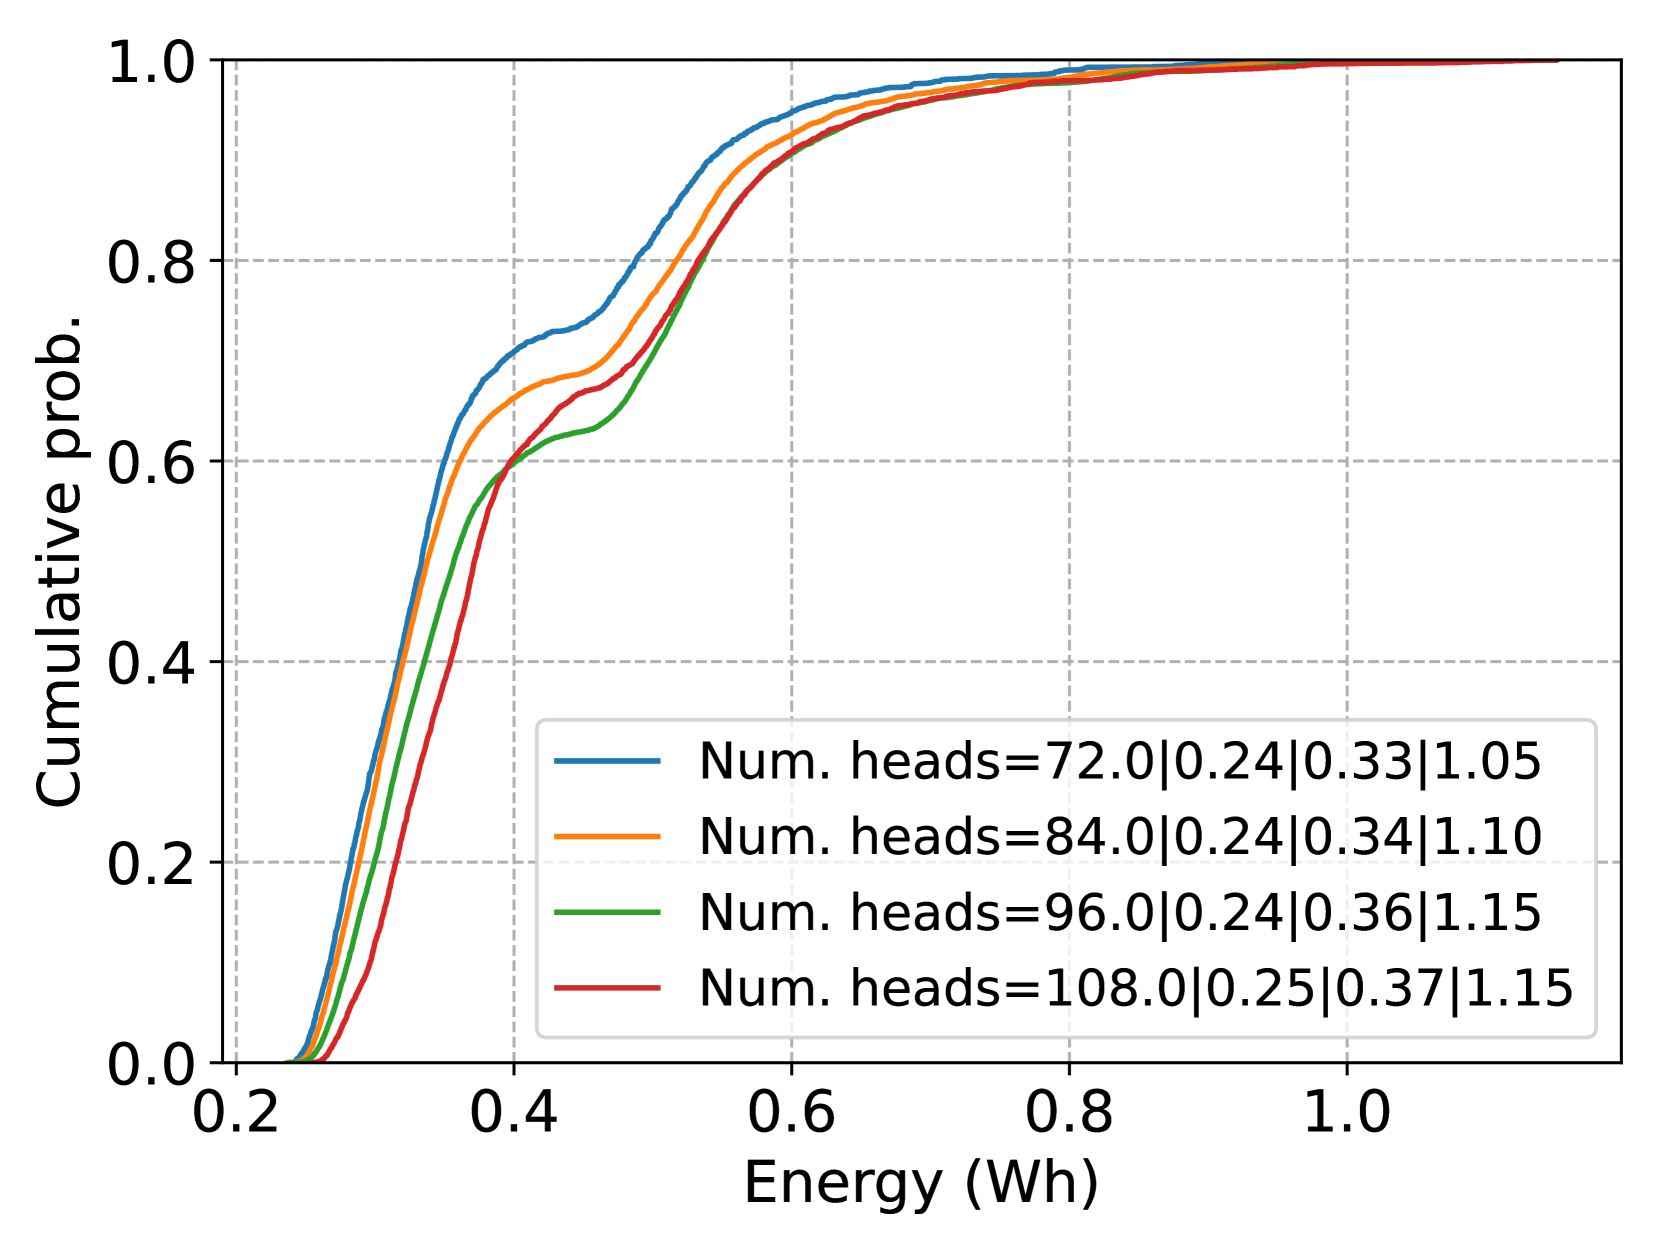 Cumulative prob.
1.0
0.8
0.6
0.4
0.2
0.0
Num. heads=72.0|0.24|0.33|1.05
Num. heads=84.0|0.24|0.34|1.10
Num. heads=96.0|0.24|0.36|1.15
Num. heads=108.0|0.25|0.37|1.15
0.2 0.4 0.6 0.8 1.0
Energy (Wh)